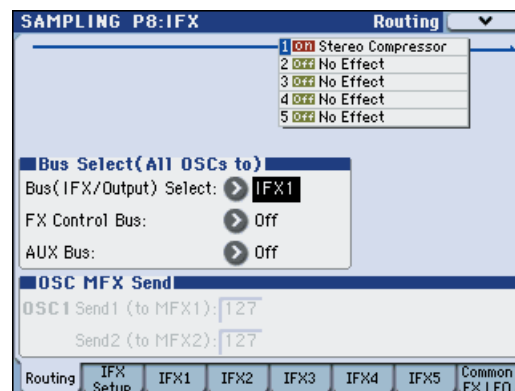 SAMPLING P8:IFX Routing
1 On Stereo Compressor
2 Off No Effect
3 Off No Effect
4 Off No Effect
5 Off No Effect
Bus Select(All OSCs to)
Bus(IFX/Output) Select: IFX1
FX Control Bus: Off
AUX Bus: Off
OSC MFX Send
OSC1 Send1 (to MFX1): 127
Send2 (to MFX2): 127
Routing IFX Setup IFX1 IFX2 IFX3 IFX4 IFX5 Common FX LFO